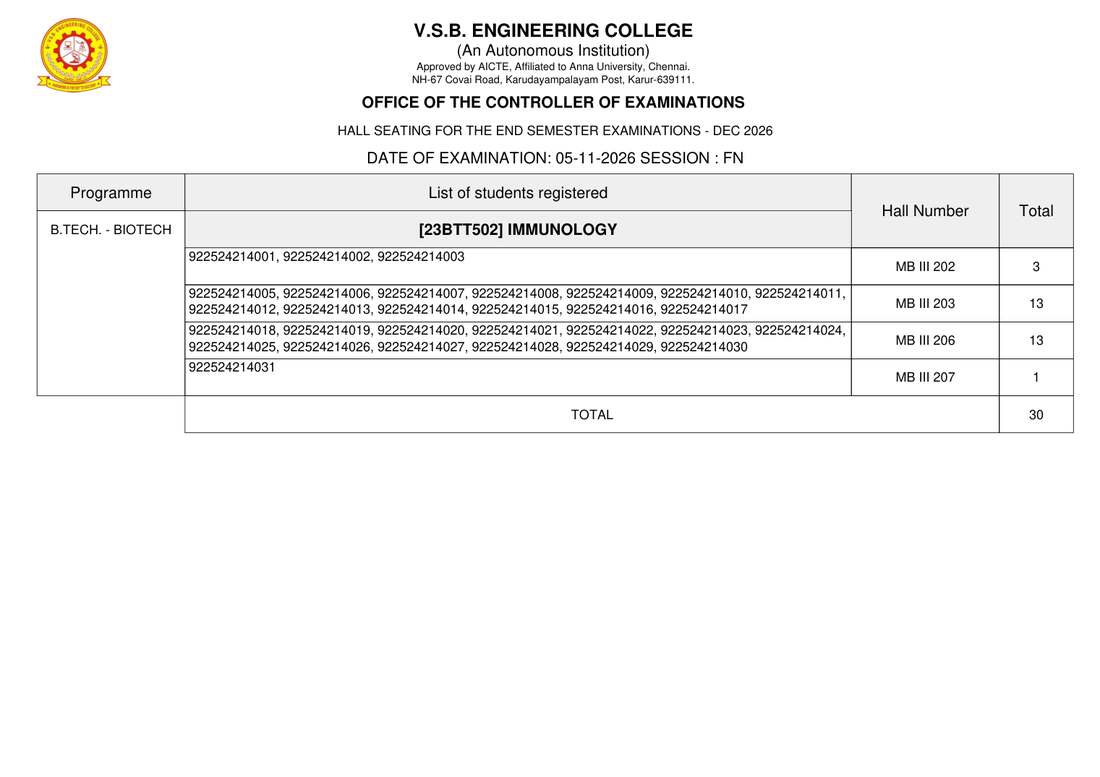 V.S.B. ENGINEERING COLLEGE
(An Autonomous Institution)
Approved by AICTE, Affiliated to Anna University, Chennai.
NH-67 Covai Road, Karudayampalayam Post, Karur-639111.
OFFICE OF THE CONTROLLER OF EXAMINATIONS
HALL SEATING FOR THE END SEMESTER EXAMINATIONS - DEC 2026
DATE OF EXAMINATION: 05-11-2026 SESSION : FN
Programme
List of students registered
Hall Number
Total
B.TECH. - BIOTECH
[23BTT502] IMMUNOLOGY
922524214001, 922524214002, 922524214003
MB III 202
3
922524214005, 922524214006, 922524214007, 922524214008, 922524214009, 922524214010, 922524214011,
922524214012, 922524214013, 922524214014, 922524214015, 922524214016, 922524214017
MB III 203
13
922524214018, 922524214019, 922524214020, 922524214021, 922524214022, 922524214023, 922524214024,
922524214025, 922524214026, 922524214027, 922524214028, 922524214029, 922524214030
MB III 206
13
922524214031
MB III 207
1
TOTAL
30